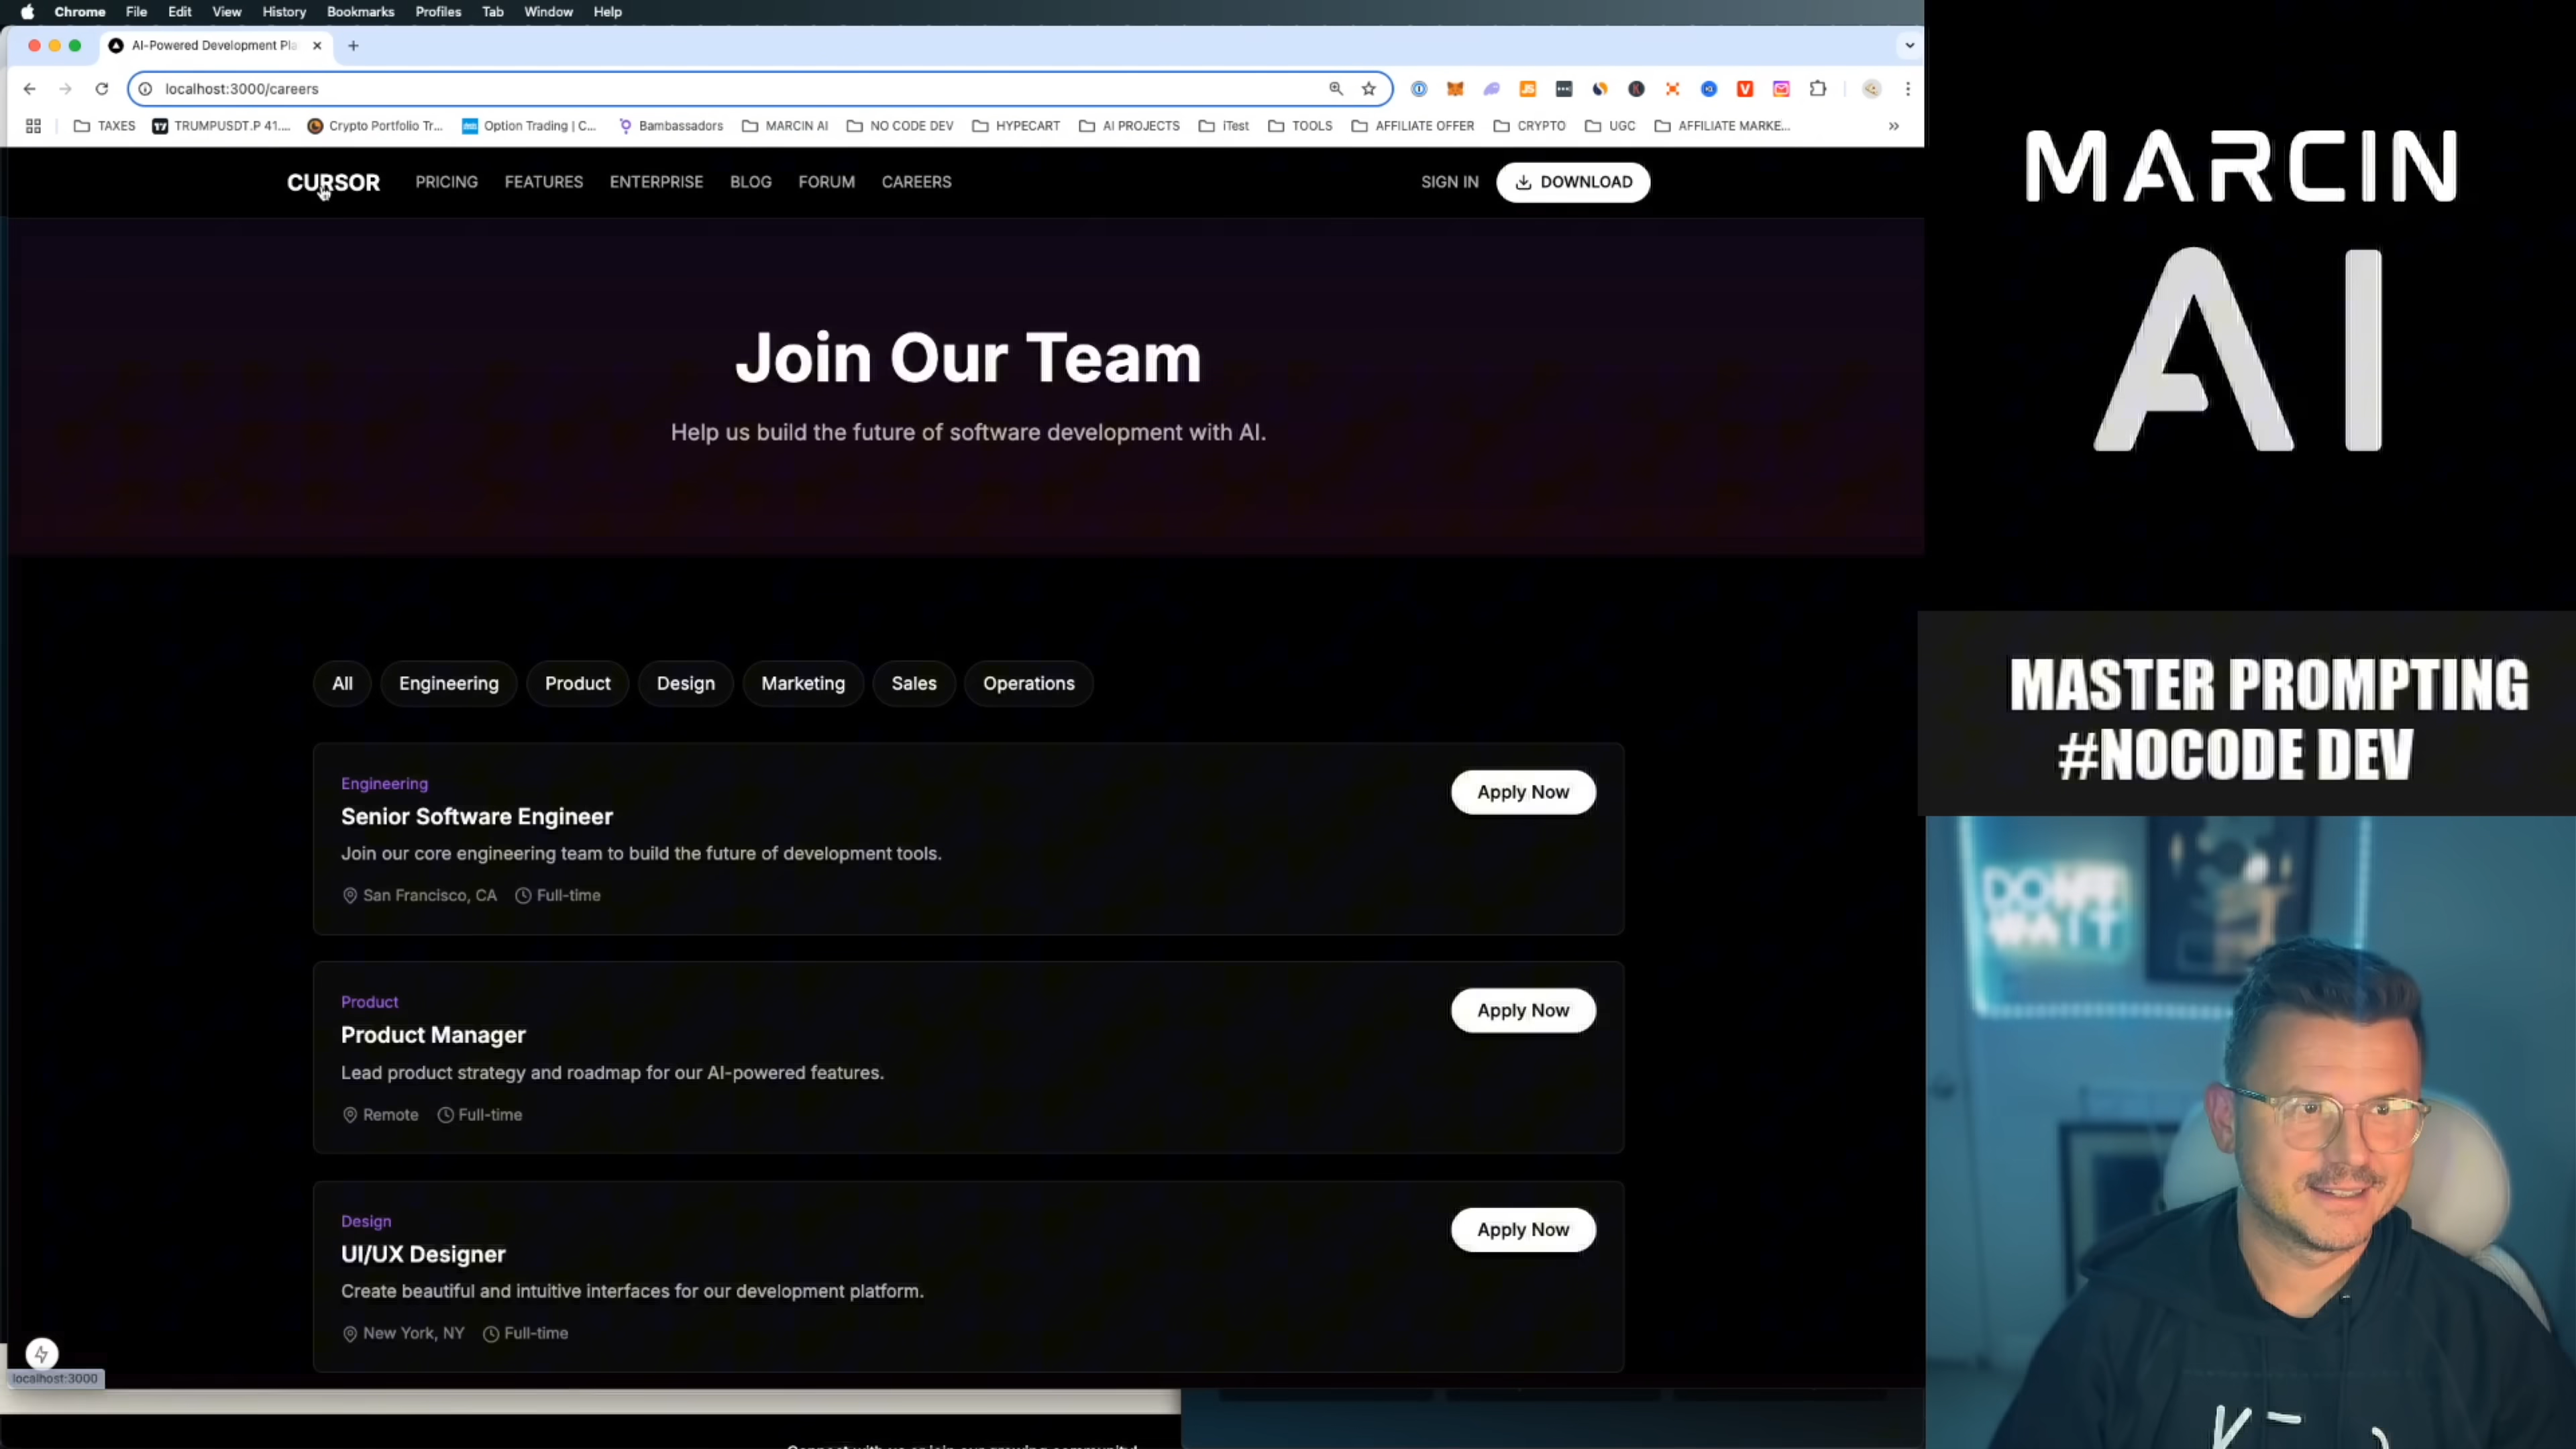 Chrome File Edit View History Bookmarks Profiles Tab Window Help
AI-Powered Development Pla
localhost:3000/careers
TAXES TRUMPUSDT.P 41.... Crypto Portfolio Tr... Option Trading | C... Bambassadors MARCIN AI NO CODE DEV HYPECART AI PROJECTS iTest TOOLS AFFILIATE OFFER CRYPTO UGC AFFILIATE MARKE... »
CURSOR PRICING FEATURES ENTERPRISE BLOG FORUM CAREERS SIGN IN DOWNLOAD
Join Our Team
Help us build the future of software development with AI.
All Engineering Product Design Marketing Sales Operations
Engineering
Senior Software Engineer
Join our core engineering team to build the future of development tools.
San Francisco, CA Full-time
Apply Now
Product
Product Manager
Lead product strategy and roadmap for our AI-powered features.
Remote Full-time
Apply Now
Design
UI/UX Designer
Create beautiful and intuitive interfaces for our development platform.
New York, NY Full-time
Apply Now
localhost:3000
MARCIN
AI
MASTER PROMPTING
#NOCODE DEV
DON'T
WAIT